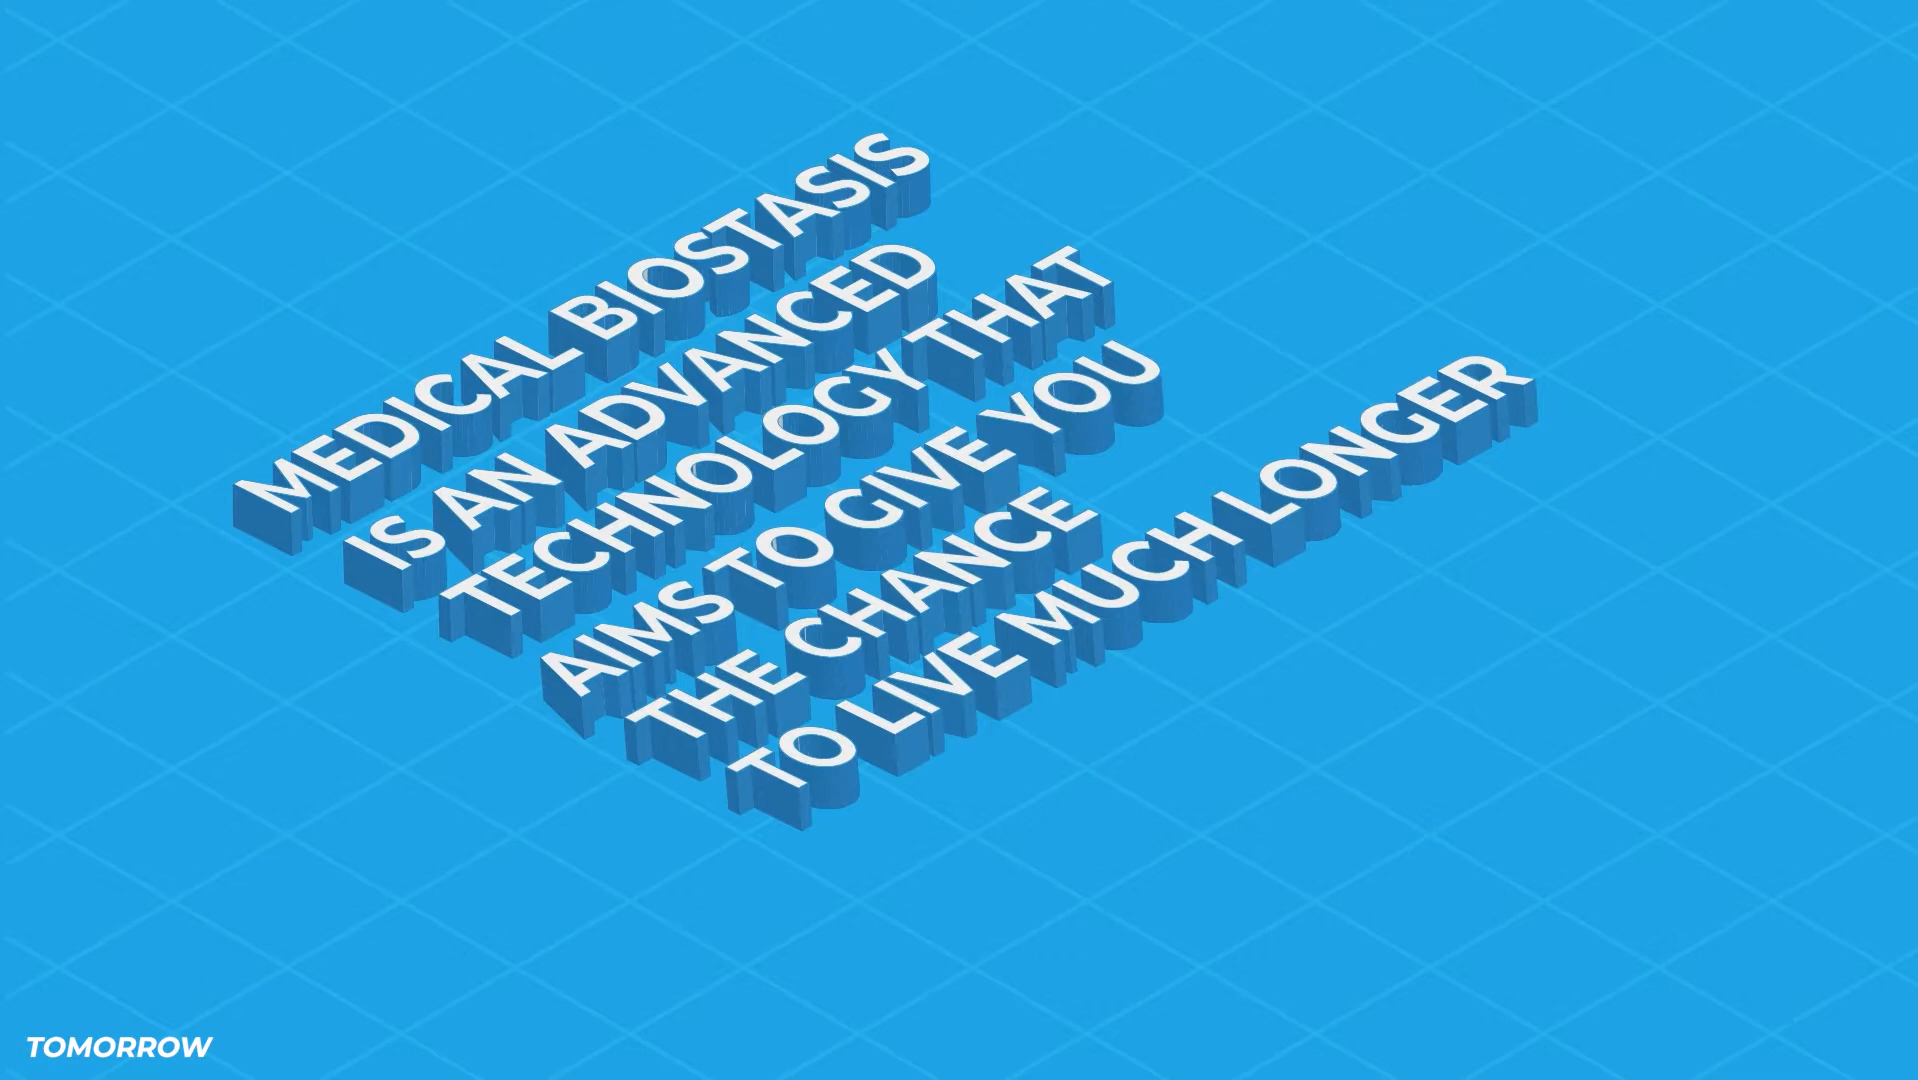 MEDICAL BIOSTASIS
IS AN ADVANCED
TECHNOLOGY THAT
AIMS TO GIVE YOU
THE CHANCE
TO LIVE MUCH LONGER
TOMORROW